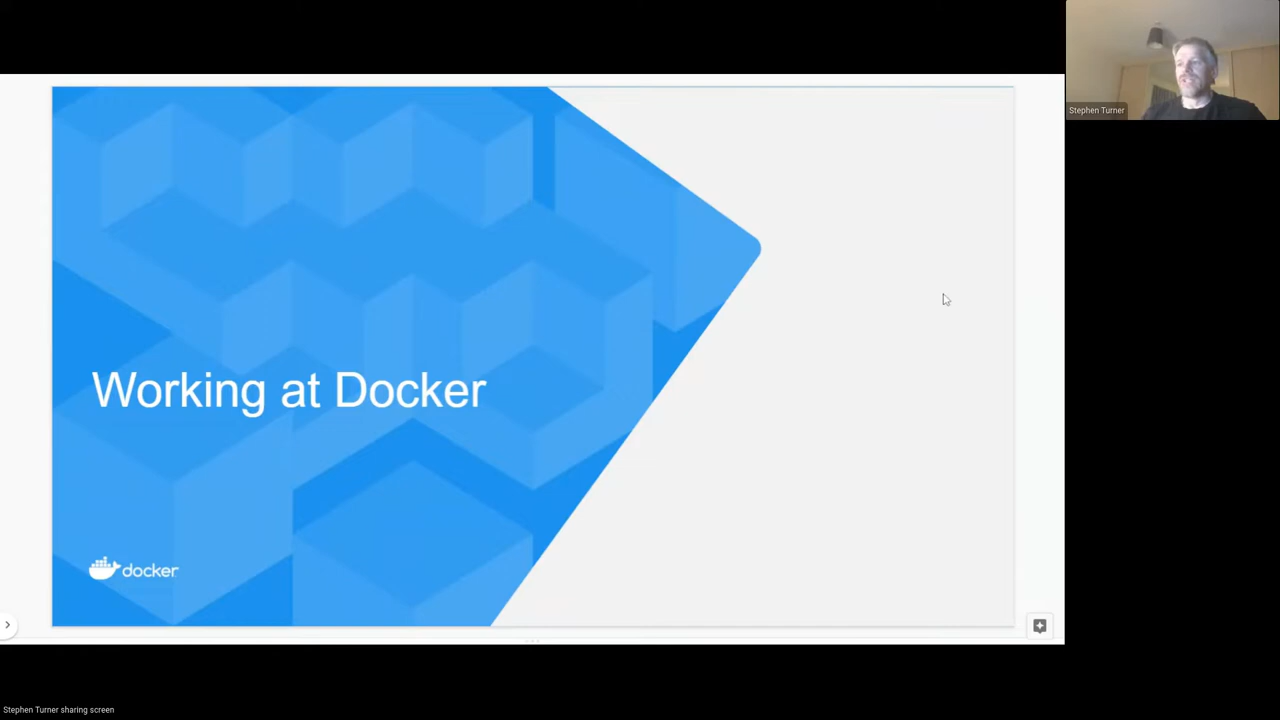 Stephen Turner
Working at Docker
docker
Stephen Turner sharing screen